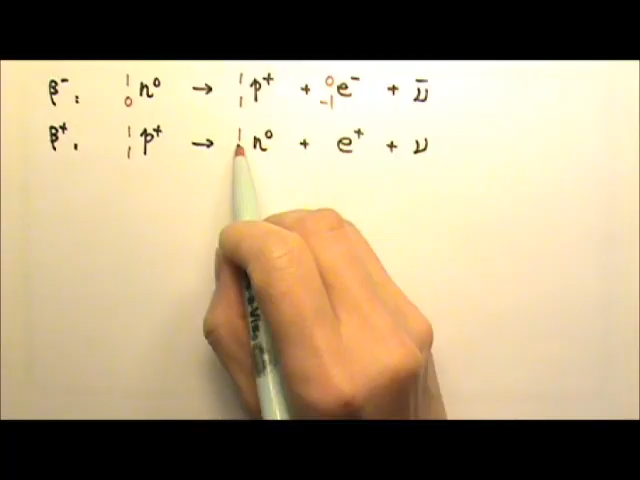 β⁻: ¹₀n⁰ → ¹₁p⁺ + ⁰₋₁e⁻ + ν̄
β⁺: ¹₁p⁺ → ¹n⁰ + e⁺ + ν